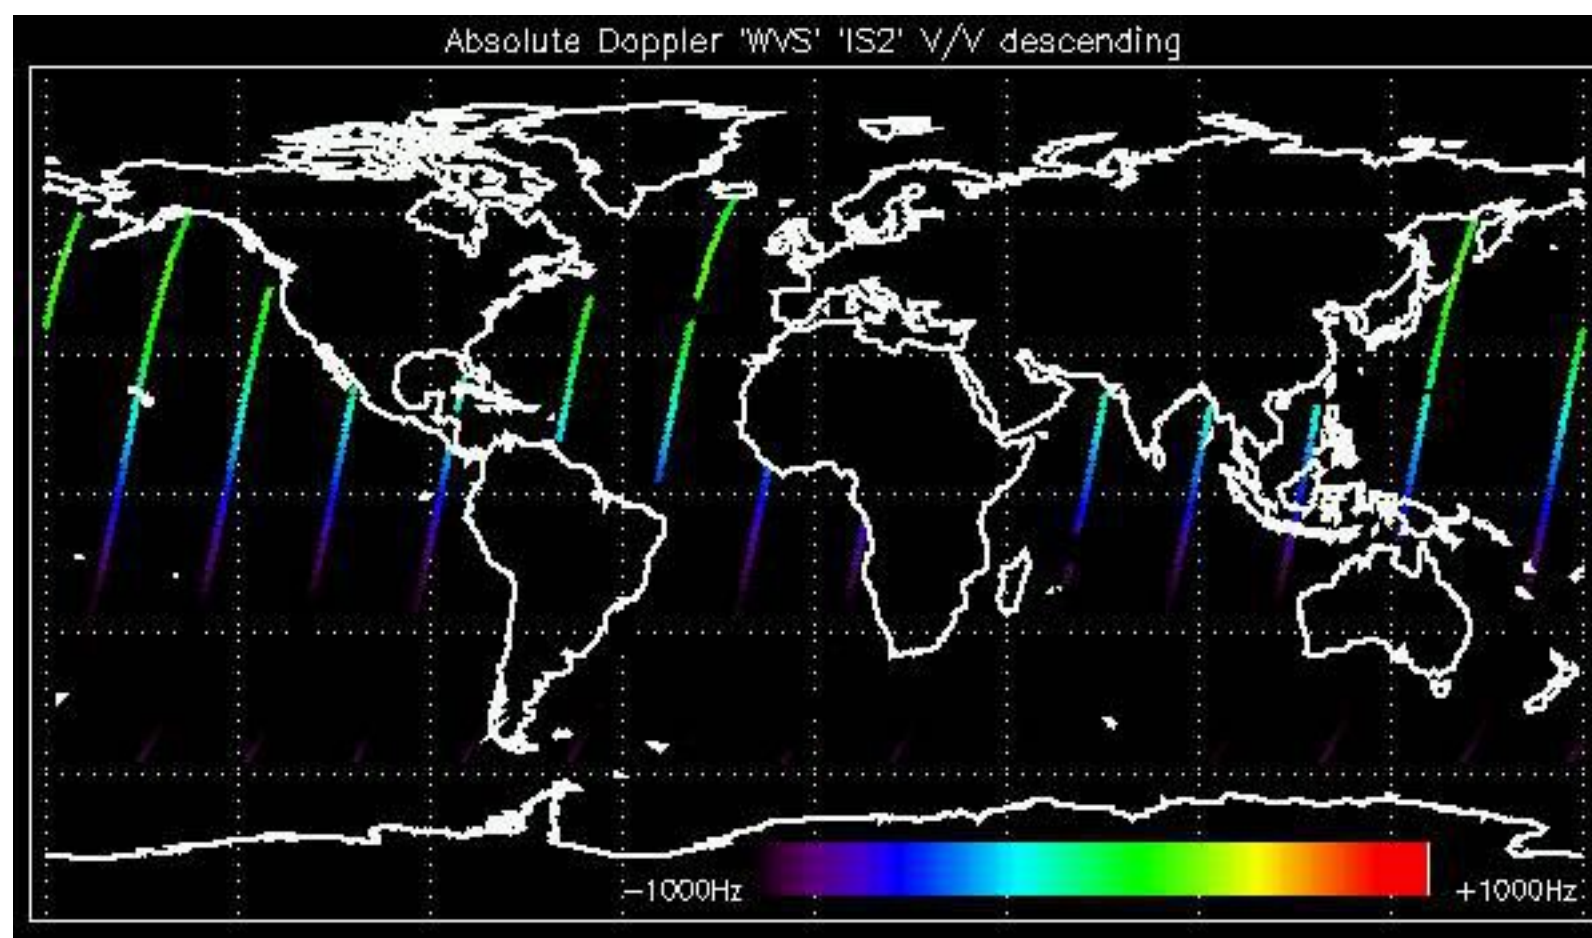 Absolute Doppler 'WVS' 'IS2' V/V descending
-1000Hz
+1000Hz